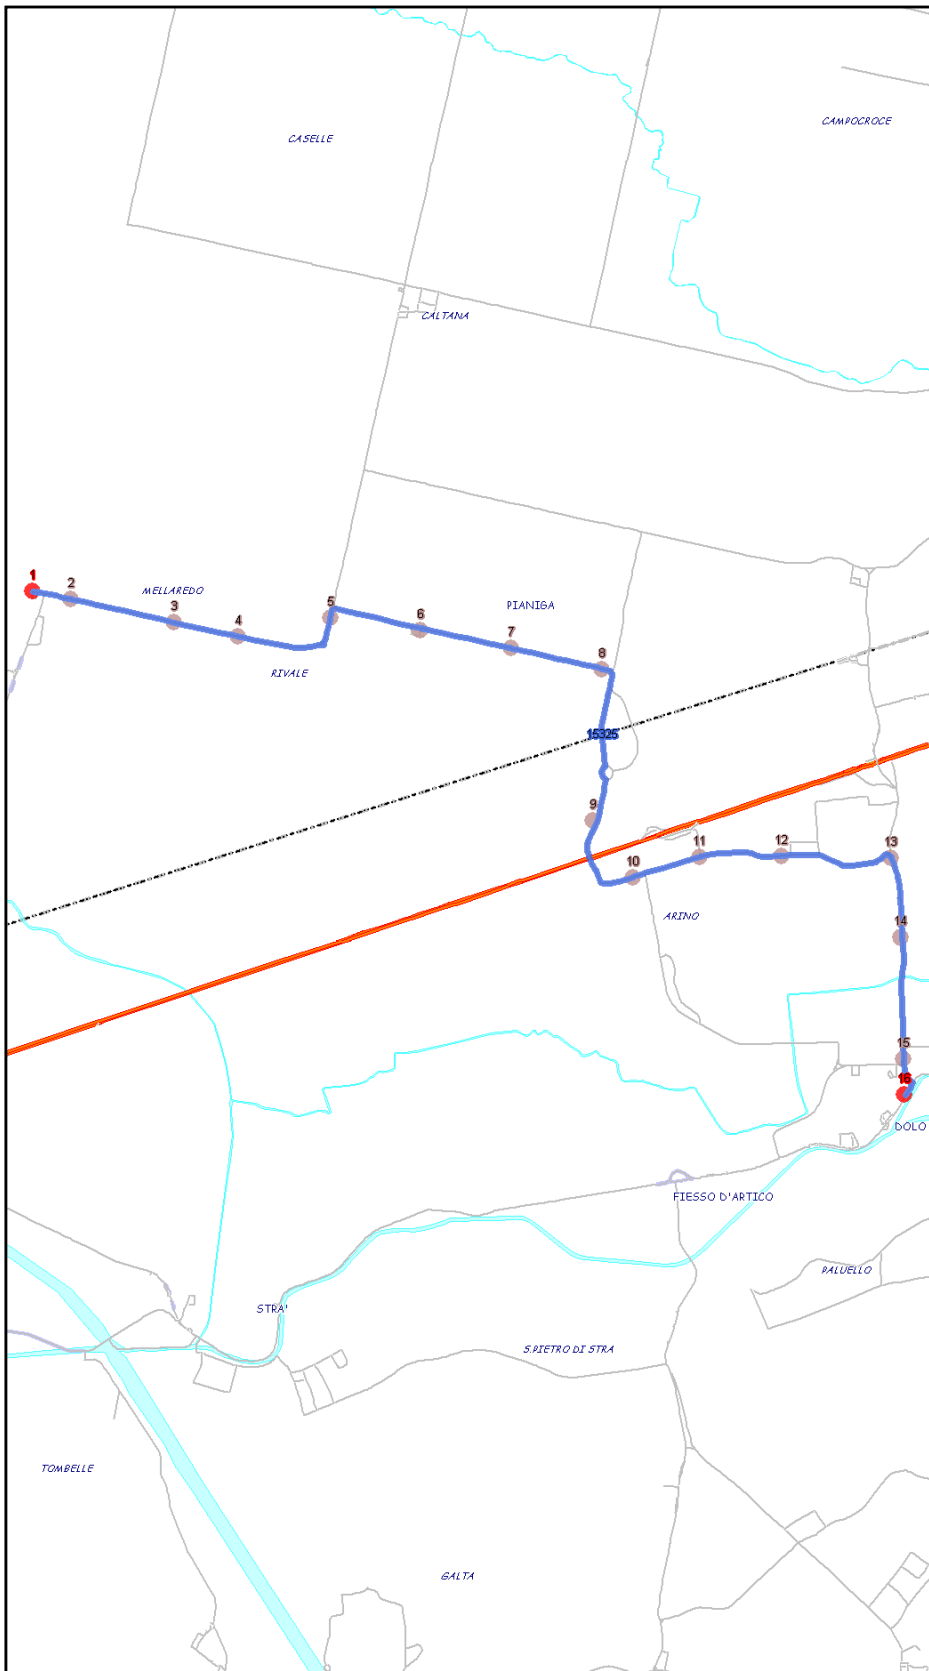 CAMPOCROCE
CASELLE
CALTANA
1
2
MELLAREDO
3
4
5
PIANIGA
6
7
8
RIVALE
15325
9
10
11
12
13
ARINO
14
15
16
DOLO
FIESSO D'ARTICO
PALUELLO
STRA'
S.PIETRO DI STRA
TOMBELLE
GALTA